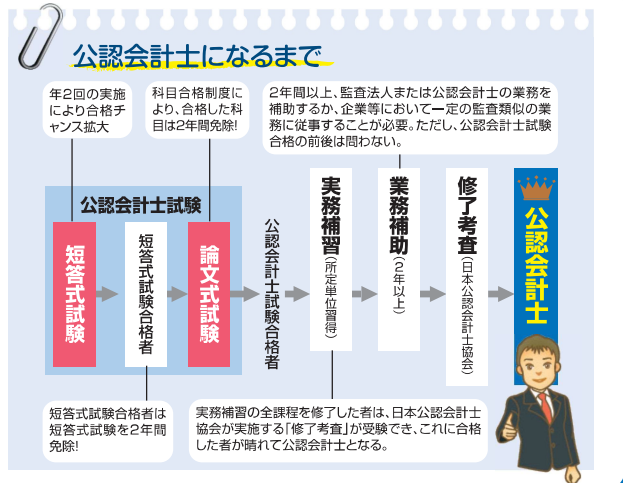 公認会計士になるまで
年2回の実施
により合格チ
ャンス拡大
科目合格制度に
より、合格した科
目は2年間免除!
2年間以上、監査法人または公認会計士の業務を
補助するか、企業等において一定の監査類似の業
務に従事することが必要。ただし、公認会計士試験
合格の前後は問わない。
公認会計士試験
短答式試験
短答式試験合格者
論文式試験
公認会計士試験合格者
実務補習(所定単位習得)
業務補助(2年以上)
修了考査(日本公認会計士協会)
公認会計士
短答式試験合格者は
短答式試験を2年間
免除!
実務補習の全課程を修了した者は、日本公認会計士
協会が実施する「修了考査」が受験でき、これに合格
した者が晴れて公認会計士となる。